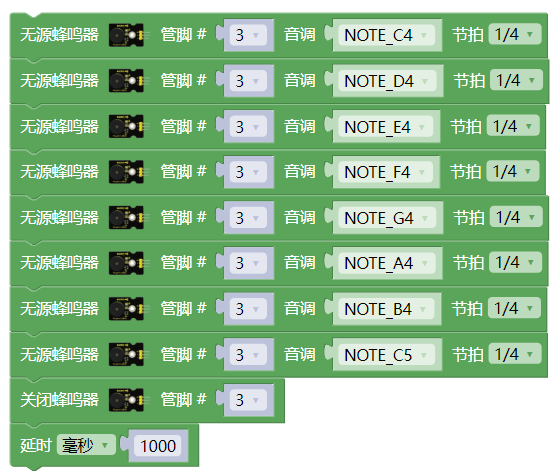 无源蜂鸣器 管脚 # 3 音调 NOTE_C4 节拍 1/4
无源蜂鸣器 管脚 # 3 音调 NOTE_D4 节拍 1/4
无源蜂鸣器 管脚 # 3 音调 NOTE_E4 节拍 1/4
无源蜂鸣器 管脚 # 3 音调 NOTE_F4 节拍 1/4
无源蜂鸣器 管脚 # 3 音调 NOTE_G4 节拍 1/4
无源蜂鸣器 管脚 # 3 音调 NOTE_A4 节拍 1/4
无源蜂鸣器 管脚 # 3 音调 NOTE_B4 节拍 1/4
无源蜂鸣器 管脚 # 3 音调 NOTE_C5 节拍 1/4
关闭蜂鸣器 管脚 # 3
延时 毫秒 1000